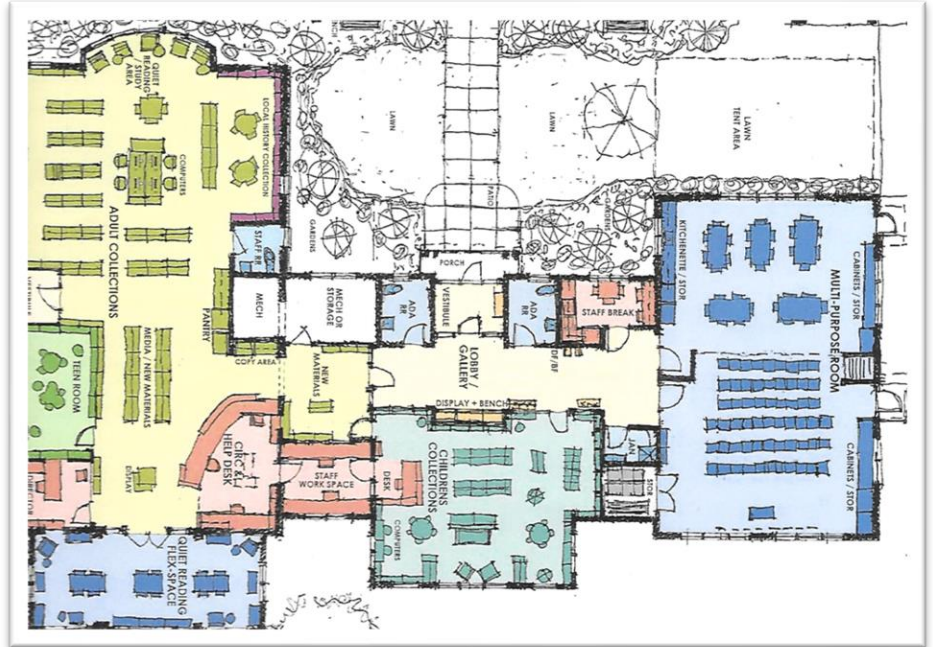 QUIET
READING
/ STUDY
AREA
LOCAL HISTORY COLLECTION
COMPUTERS
ADULT COLLECTIONS
STAFF
RR
LAWN
LAWN
LAWN
TENT AREA
PATIO
GARDENS
GARDENS
PORCH
VESTIBULE
MECH
MECH OR
STORAGE
ADA
RR
ADA
RR
STAFF BREAK
KITCHENETTE / STOR
CABINETS / STOR
MULTI-PURPOSE ROOM
CABINETS / STOR
PANTRY
COPY AREA
NEW
MATERIALS
LOBBY /
GALLERY
DF/BF
DISPLAY + BENCH
MEDIA / NEW MATERIALS
TEEN ROOM
DISPLAY
CIRC &
HELP DESK
STAFF
WORK SPACE
DESK
CHILDRENS
COLLECTIONS
COMPUTERS
JAN
STOR
DIRECTOR
QUIET READING
FLEX-SPACE